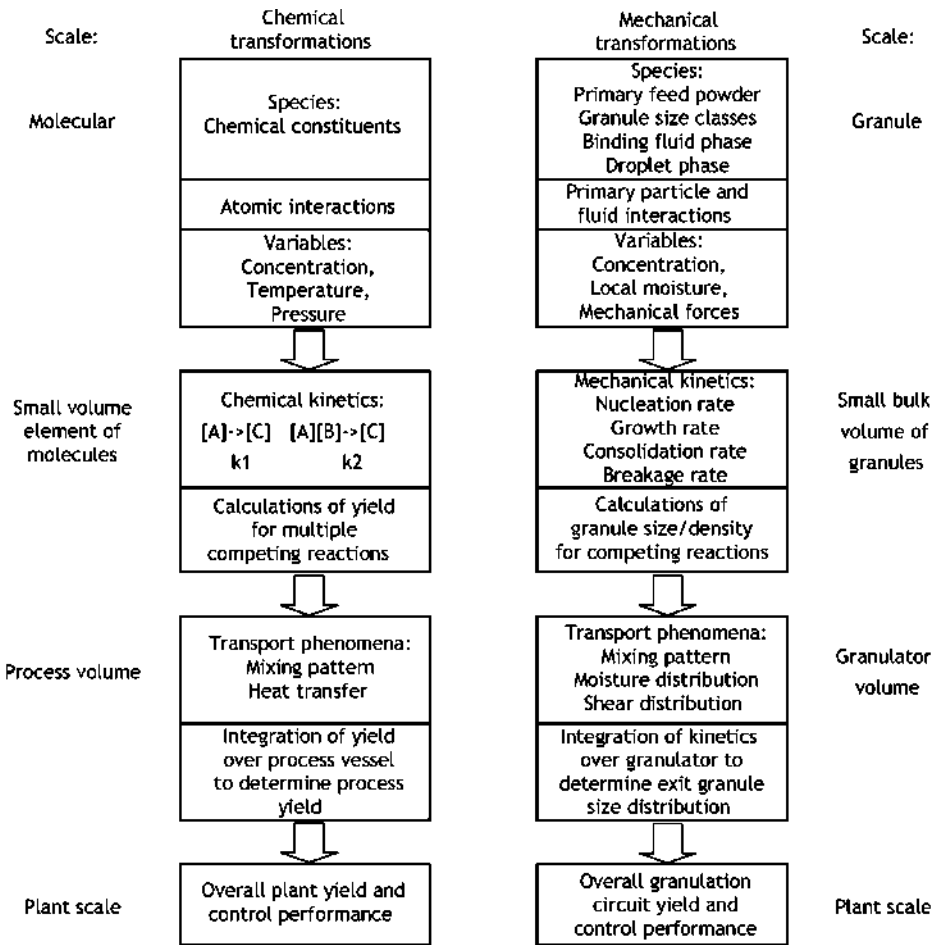 Scale:
Chemical
transformations
Mechanical
transformations
Scale:
Molecular
Species:
Chemical constituents
Atomic interactions
Variables:
Concentration,
Temperature,
Pressure
Species:
Primary feed powder
Granule size classes
Binding fluid phase
Droplet phase
Primary particle and
fluid interactions
Variables:
Concentration,
Local moisture,
Mechanical forces
Granule
Small volume
element of
molecules
Chemical kinetics:
[A]->[C] [A][B]->[C]
k1 k2
Calculations of yield
for multiple
competing reactions
Mechanical kinetics:
Nucleation rate
Growth rate
Consolidation rate
Breakage rate
Calculations of
granule size/density
for competing reactions
Small bulk
volume of
granules
Process volume
Transport phenomena:
Mixing pattern
Heat transfer
Integration of yield
over process vessel
to determine process
yield
Transport phenomena:
Mixing pattern
Moisture distribution
Shear distribution
Integration of kinetics
over granulator to
determine exit granule
size distribution
Granulator
volume
Plant scale
Overall plant yield and
control performance
Overall granulation
circuit yield and
control performance
Plant scale